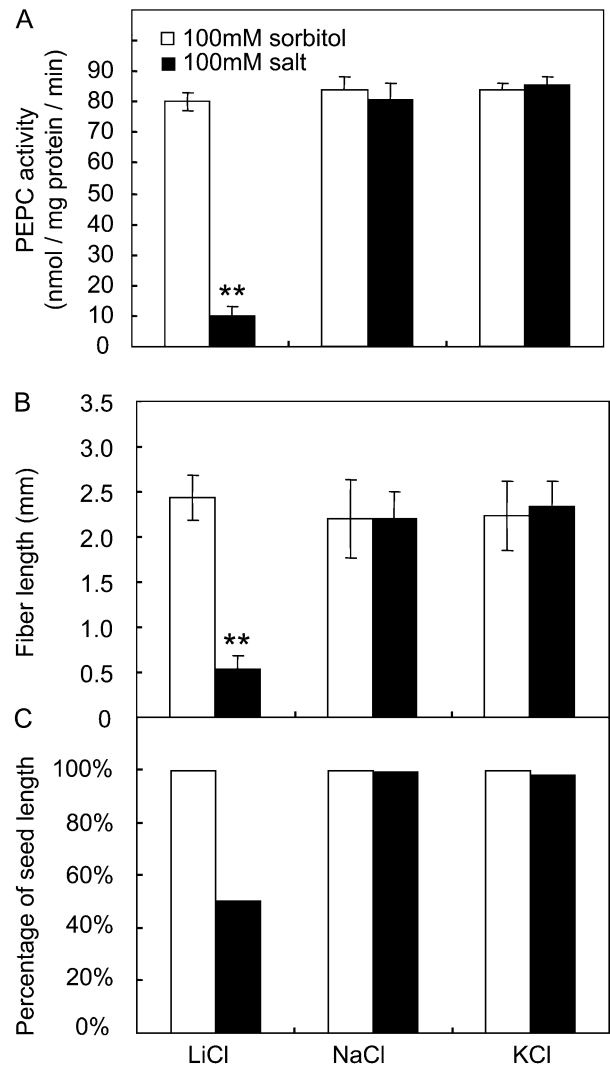 A
100mM sorbitol
100mM salt
PEPC activity
(nmol / mg protein / min)
90
80
70
60
50
40
30
20
10
0
**
B
Fiber length (mm)
3.5
3.0
2.5
2.0
1.5
1.0
0.5
0
**
C
Percentage of seed length
100%
80%
60%
40%
20%
0%
LiCl
NaCl
KCl